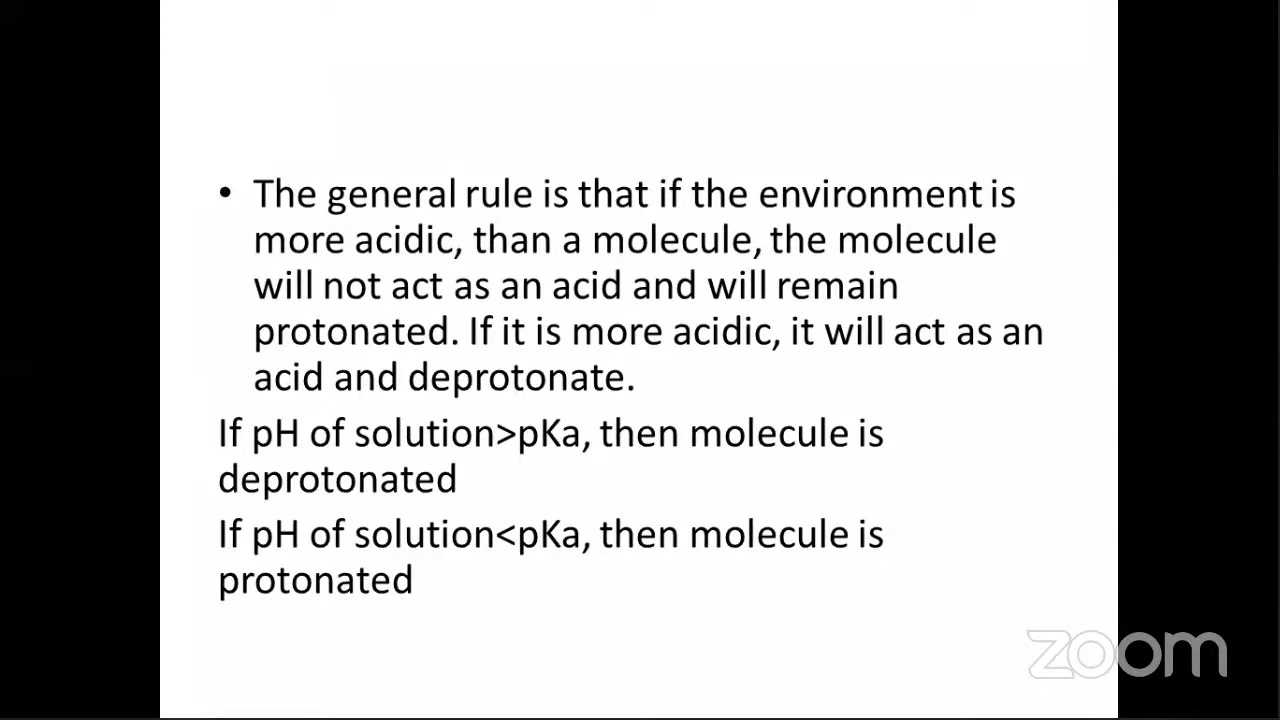 • The general rule is that if the environment is
more acidic, than a molecule, the molecule
will not act as an acid and will remain
protonated. If it is more acidic, it will act as an
acid and deprotonate.
If pH of solution>pKa, then molecule is
deprotonated
If pH of solution<pKa, then molecule is
protonated
zoom